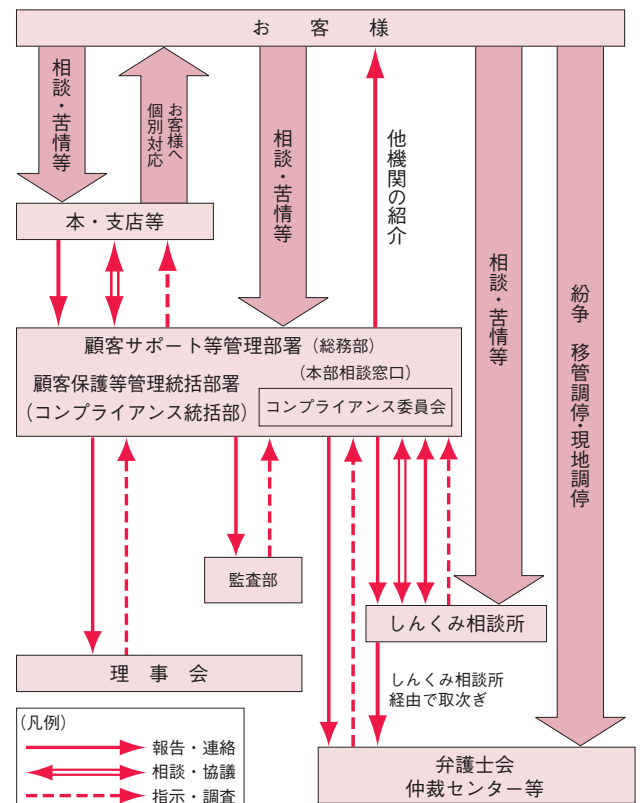 お客様
相談・苦情等
お客様へ
個別対応
相談・苦情等
他機関の紹介
相談・苦情等
紛争 移管調停・現地調停
本・支店等
顧客サポート等管理部署（総務部）
（本部相談窓口）
顧客保護等管理統括部署
（コンプライアンス統括部）
コンプライアンス委員会
監査部
しんくみ相談所
理事会
しんくみ相談所
経由で取次ぎ
弁護士会
仲裁センター等
(凡例)
報告・連絡
相談・協議
指示・調査